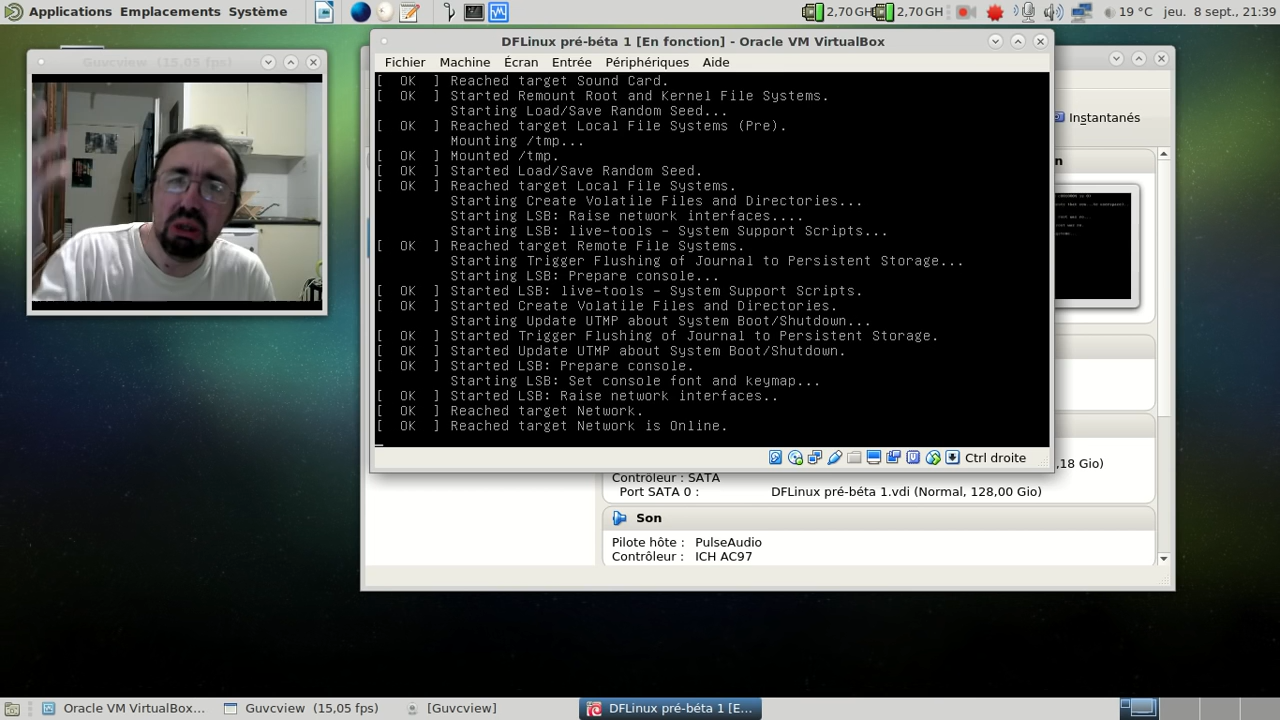 Applications Emplacements Système
2,70 GH 2,70 GH 19 °C jeu. 8 sept., 21:39
Guvcview (15,05 fps)
DFLinux pré-béta 1 [En fonction] - Oracle VM VirtualBox
Fichier Machine Écran Entrée Périphériques Aide
[ OK ] Reached target Sound Card.
[ OK ] Started Remount Root and Kernel File Systems.
Starting Load/Save Random Seed...
[ OK ] Reached target Local File Systems (Pre).
Mounting /tmp...
[ OK ] Mounted /tmp.
[ OK ] Started Load/Save Random Seed.
[ OK ] Reached target Local File Systems.
Starting Create Volatile Files and Directories...
Starting LSB: Raise network interfaces....
Starting LSB: live-tools - System Support Scripts...
[ OK ] Reached target Remote File Systems.
Starting Trigger Flushing of Journal to Persistent Storage...
Starting LSB: Prepare console...
[ OK ] Started LSB: live-tools - System Support Scripts.
[ OK ] Started Create Volatile Files and Directories.
Starting Update UTMP about System Boot/Shutdown...
[ OK ] Started Trigger Flushing of Journal to Persistent Storage.
[ OK ] Started Update UTMP about System Boot/Shutdown.
[ OK ] Started LSB: Prepare console.
Starting LSB: Set console font and keymap...
[ OK ] Started LSB: Raise network interfaces..
[ OK ] Reached target Network.
[ OK ] Reached target Network is Online.
Ctrl droite
Instantanés
n
,18 Gio)
Contrôleur : SATA
Port SATA 0 : DFLinux pré-béta 1.vdi (Normal, 128,00 Gio)
Son
Pilote hôte : PulseAudio
Contrôleur : ICH AC97
Oracle VM VirtualBox... Guvcview (15,05 fps) [Guvcview] DFLinux pré-béta 1 [E...